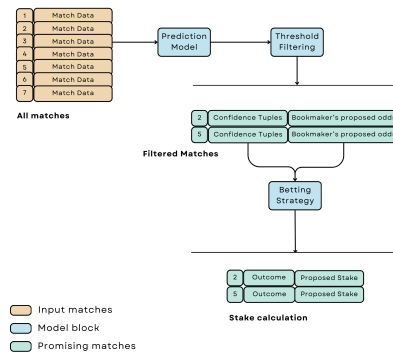 1 Match Data
2 Match Data
3 Match Data
4 Match Data
5 Match Data
6 Match Data
7 Match Data
All matches
Prediction
Model
Threshold
Filtering
2 Confidence Tuples Bookmaker's proposed
5 Confidence Tuples Bookmaker's proposed
Filtered Matches
Betting
Strategy
2 Outcome Proposed Stake
5 Outcome Proposed Stake
Stake calculation
Input matches
Model block
Promising matches